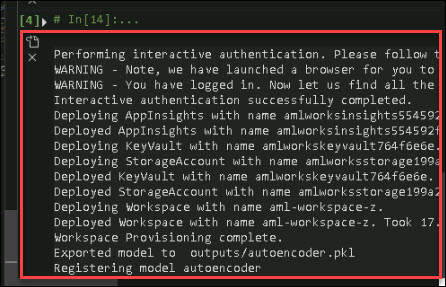 [4] # In[14]:...
Performing interactive authentication. Please follow t
WARNING - Note, we have launched a browser for you to
WARNING - You have logged in. Now let us find all the
Interactive authentication successfully completed.
Deploying AppInsights with name amlworksinsights554592
Deployed AppInsights with name amlworksinsights554592f
Deploying KeyVault with name amlworkskeyvault764f6e6e.
Deploying StorageAccount with name amlworksstorage199a
Deployed KeyVault with name amlworkskeyvault764f6e6e.
Deployed StorageAccount with name amlworksstorage199a2
Deploying Workspace with name aml-workspace-z.
Deployed Workspace with name aml-workspace-z. Took 17.
Workspace Provisioning complete.
Exported model to outputs/autoencoder.pkl
Registering model autoencoder